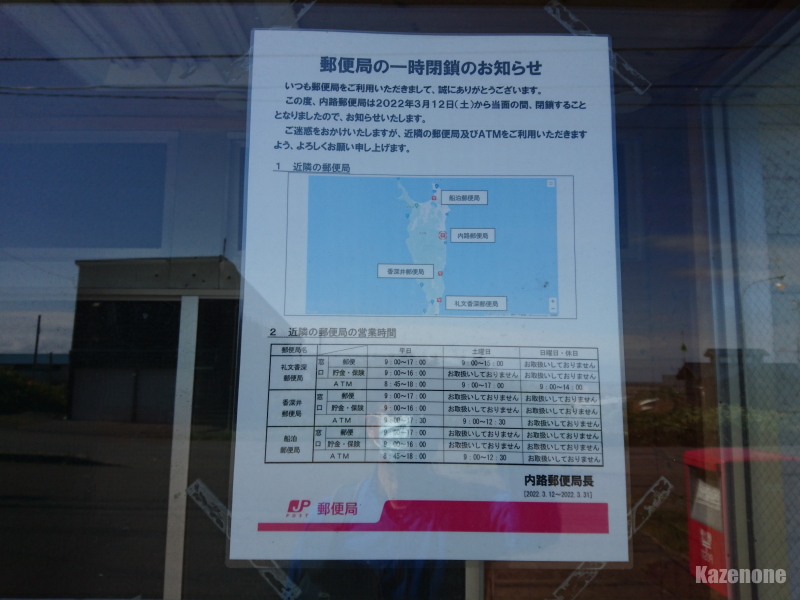 郵便局の一時閉鎖のお知らせ
いつも郵便局をご利用いただきまして、誠にありがとうございます。
この度、内路郵便局は2022年3月12日(土)から当面の間、閉鎖すること
となりましたので、お知らせいたします。
ご迷惑をおかけいたしますが、近隣の郵便局及びATMをご利用いただきます
よう、よろしくお願い申し上げます。
1 近隣の郵便局
船泊郵便局
内路郵便局
香深井郵便局
礼文香深郵便局
2 近隣の郵便局の営業時間
郵便局名 平日 土曜日 日曜日・休日
礼文香深郵便局 窓口 郵便 9:00~17:00 9:00~15:00 お取扱いしておりません
貯金・保険 9:00~16:00 お取扱いしておりません お取扱いしておりません
ATM 8:45~18:00 9:00~17:00 9:00~14:00
香深井郵便局 窓口 郵便 9:00~17:00 お取扱いしておりません お取扱いしておりません
貯金・保険 9:00~16:00 お取扱いしておりません お取扱いしておりません
ATM 9:00~17:30 9:00~12:30 お取扱いしておりません
船泊郵便局 窓口 郵便 9:00~17:00 お取扱いしておりません お取扱いしておりません
貯金・保険 9:00~16:00 お取扱いしておりません お取扱いしておりません
ATM 8:45~18:00 9:00~12:30 お取扱いしておりません
内路郵便局長
[2022.3.12~2022.3.31]
JP POST 郵便局
Kazenone